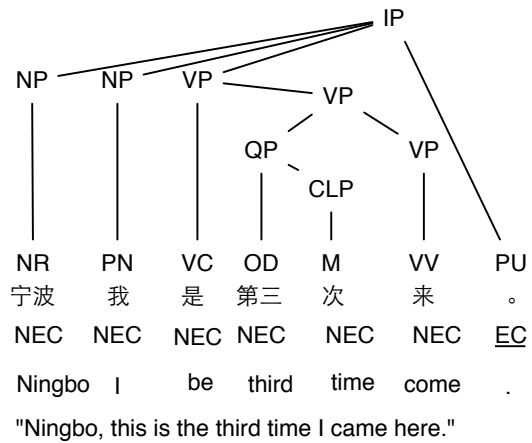 IP
NP NP VP VP
QP VP
CLP
NR PN VC OD M VV PU
宁波 我 是 第三 次 来 。
NEC NEC NEC NEC NEC NEC EC
Ningbo I be third time come .
"Ningbo, this is the third time I came here."